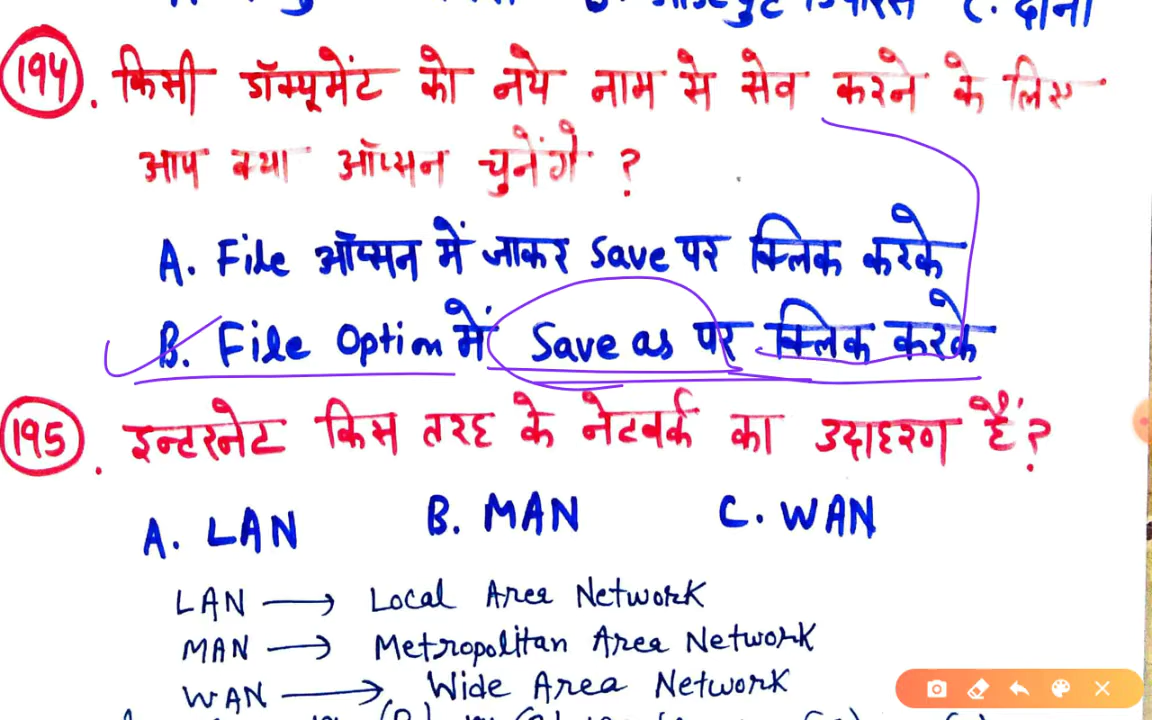 C. दोनों
194. किसी डॉक्यूमेंट को नये नाम से सेव करने के लिए
आप क्या ऑप्सन चुनेंगे ?
A. File ऑप्सन में जाकर Save पर क्लिक करके
B. File Option में Save as पर क्लिक करके
195. इन्टरनेट किस तरह के नेटवर्क का उदाहरण हैं?
A. LAN B. MAN C. WAN
LAN → Local Area Network
MAN → Metropolitan Area Network
WAN → Wide Area Network